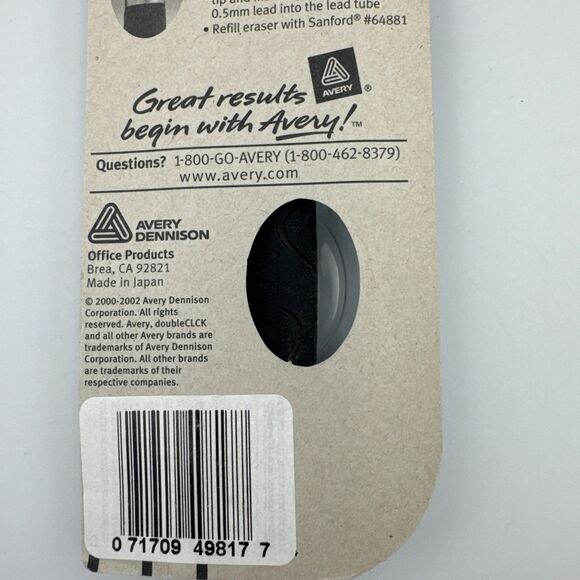 tip and
0.5mm lead into the lead tube
• Refill eraser with Sanford® #64881
AVERY ®
Great results
begin with Avery!™
Questions? 1-800-GO-AVERY (1-800-462-8379)
www.avery.com
AVERY
DENNISON
Office Products
Brea, CA 92821
Made in Japan
© 2000-2002 Avery Dennison
Corporation. All rights
reserved. Avery, doubleCLCK
and all other Avery brands are
trademarks of Avery Dennison
Corporation. All other brands
are trademarks of their
respective companies.
0 71709 49817 7